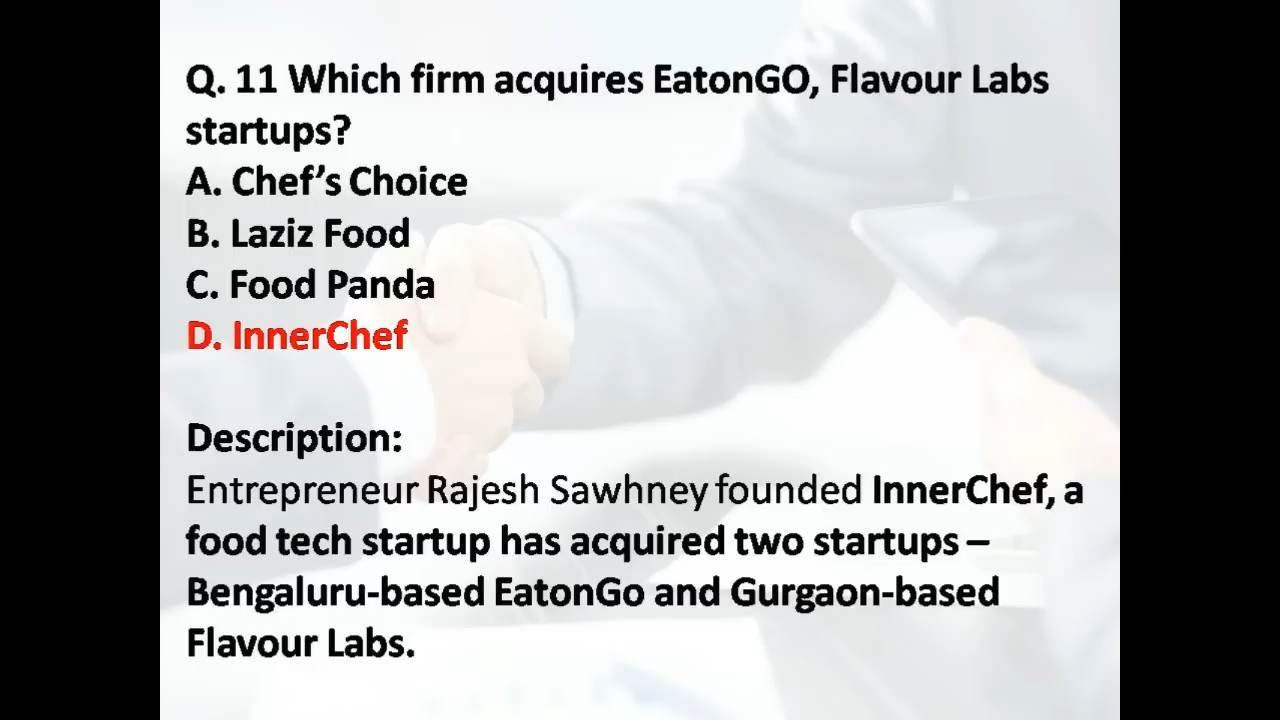 Q. 11 Which firm acquires EatonGO, Flavour Labs
startups?
A. Chef’s Choice
B. Laziz Food
C. Food Panda
D. InnerChef
Description:
Entrepreneur Rajesh Sawhney founded InnerChef, a
food tech startup has acquired two startups –
Bengaluru-based EatonGo and Gurgaon-based
Flavour Labs.